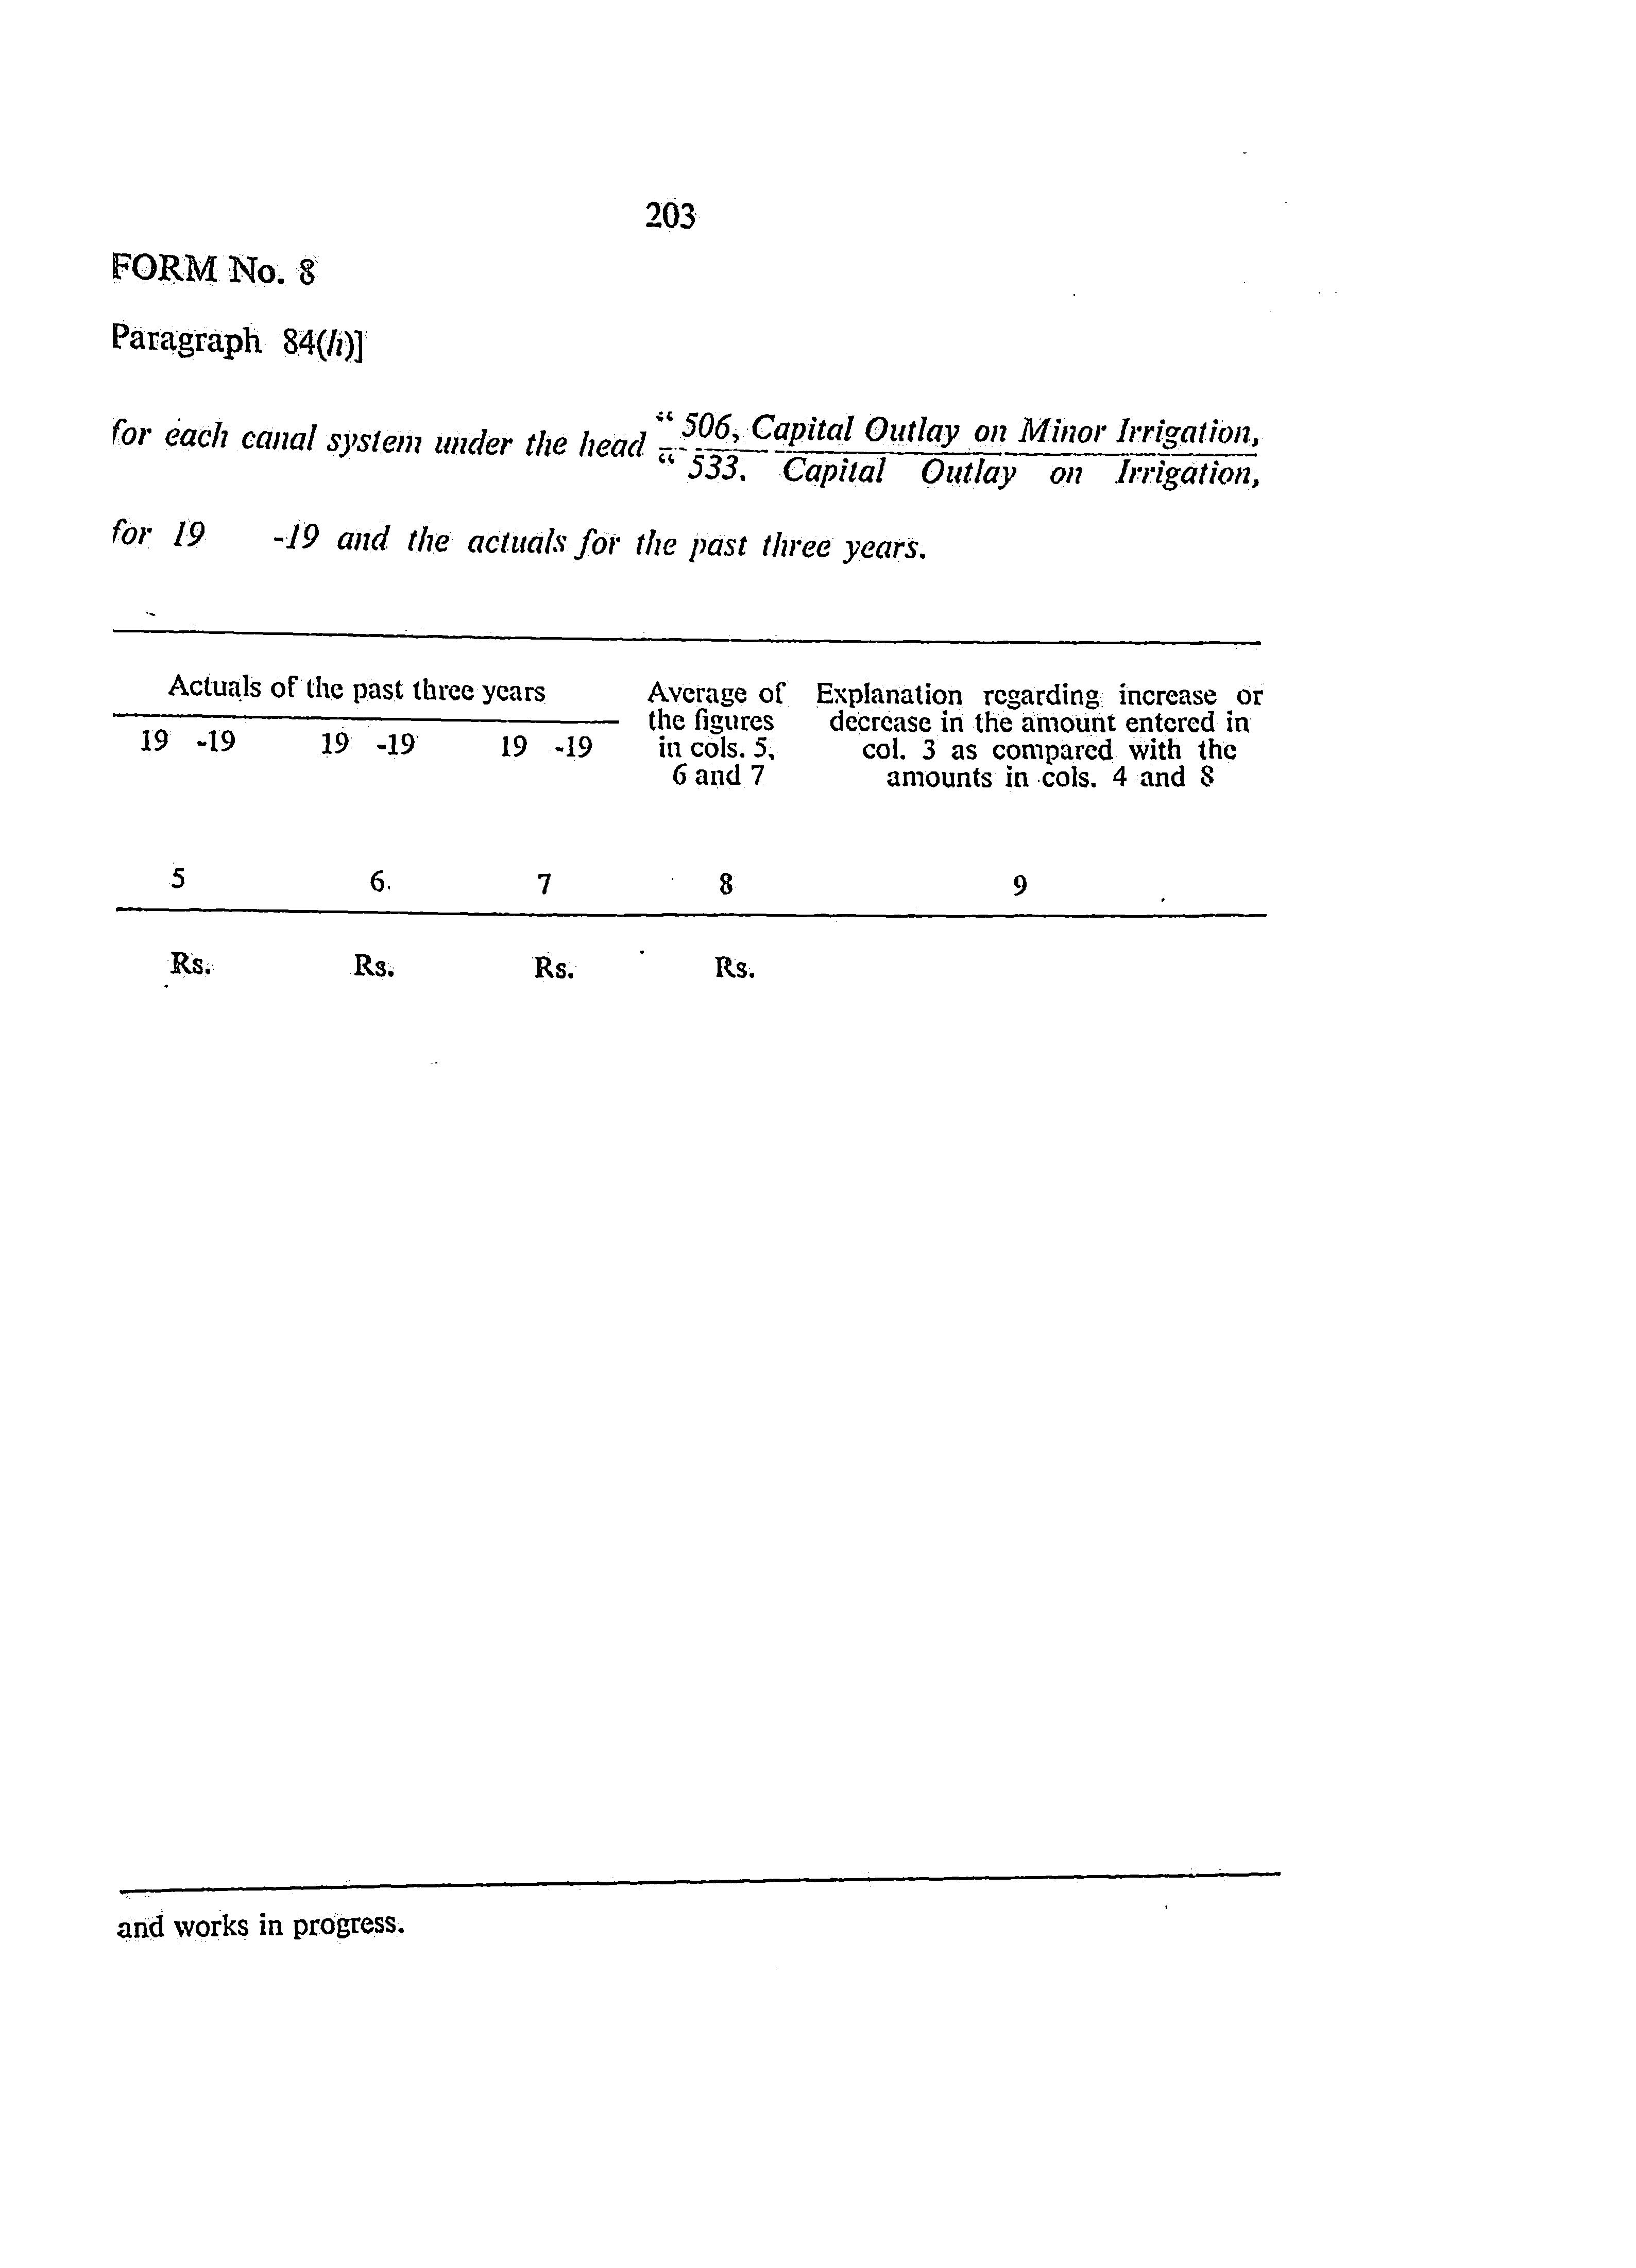 203
FORM No. 8
Paragraph 84(h)]
for each canal system under the head “ 506, Capital Outlay on Minor Irrigation,
“ 533. Capital Outlay on Irrigation,
for 19 -19 and the actuals for the past three years.
Actuals of the past three years
19 -19 19 -19 19 -19
Average of
the figures
in cols. 5,
6 and 7
Explanation regarding increase or
decrease in the amount entered in
col. 3 as compared with the
amounts in cols. 4 and 8
5 6. 7 8 9
Rs. Rs. Rs. Rs.
and works in progress.